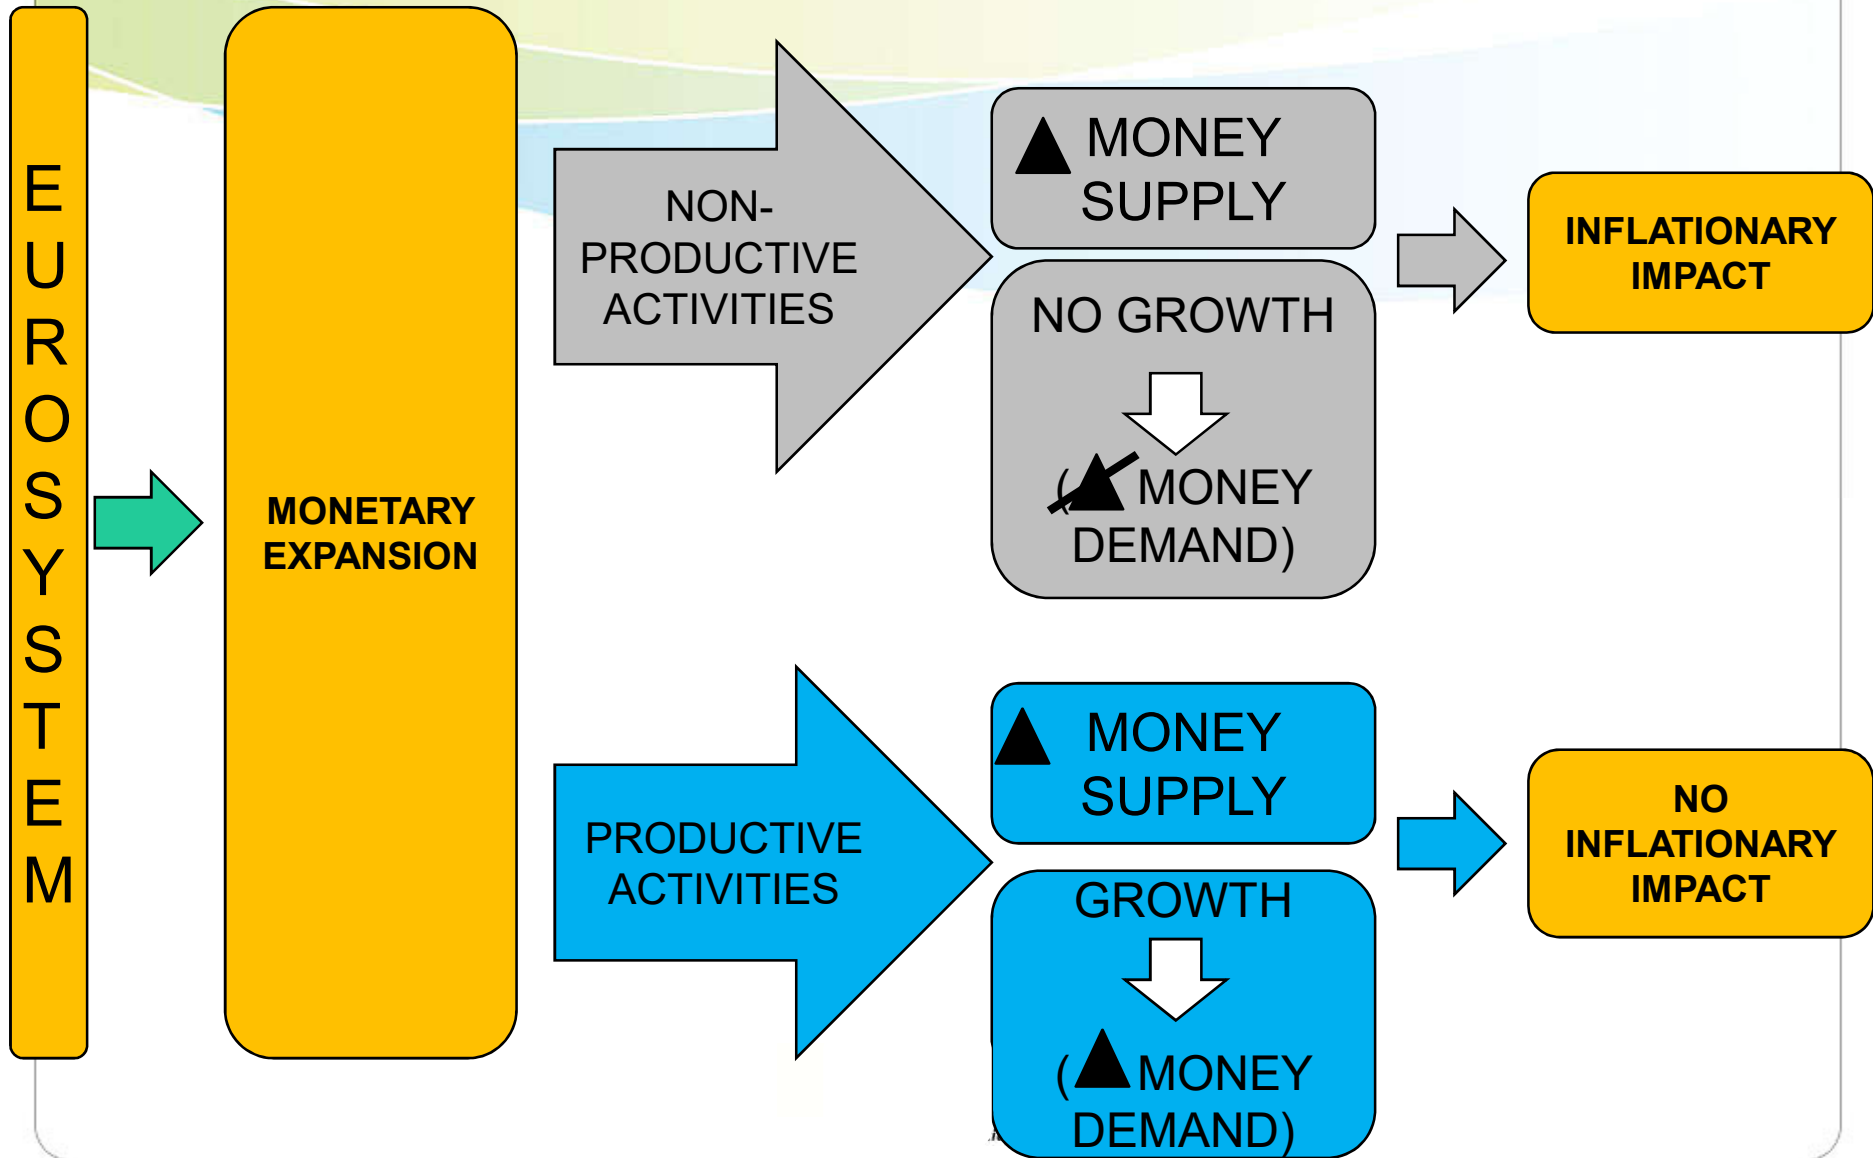 EUROSYSTEM
MONETARY
EXPANSION
NON-
PRODUCTIVE
ACTIVITIES
▲ MONEY
SUPPLY
NO GROWTH
(▲ MONEY
DEMAND)
INFLATIONARY
IMPACT
PRODUCTIVE
ACTIVITIES
▲ MONEY
SUPPLY
GROWTH
(▲ MONEY
DEMAND)
NO
INFLATIONARY
IMPACT